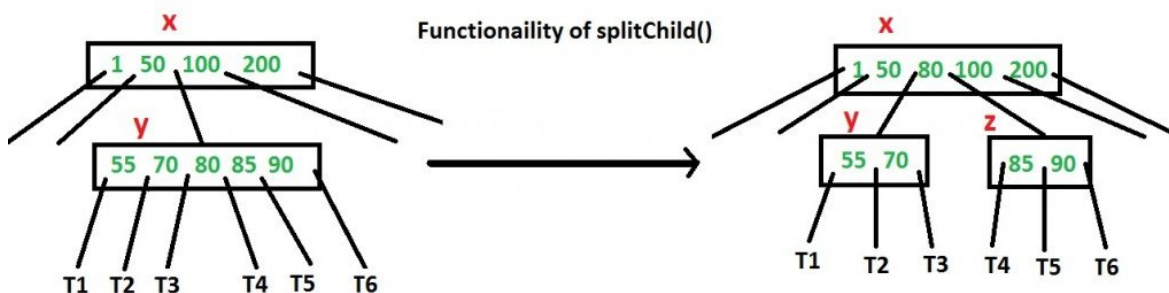 x
Functionaility of splitChild()
x
1 50 100 200
1 50 80 100 200
y
y
z
55 70 80 85 90
55 70
85 90
T1 T2 T3 T4 T5 T6
T1 T2 T3 T4 T5 T6